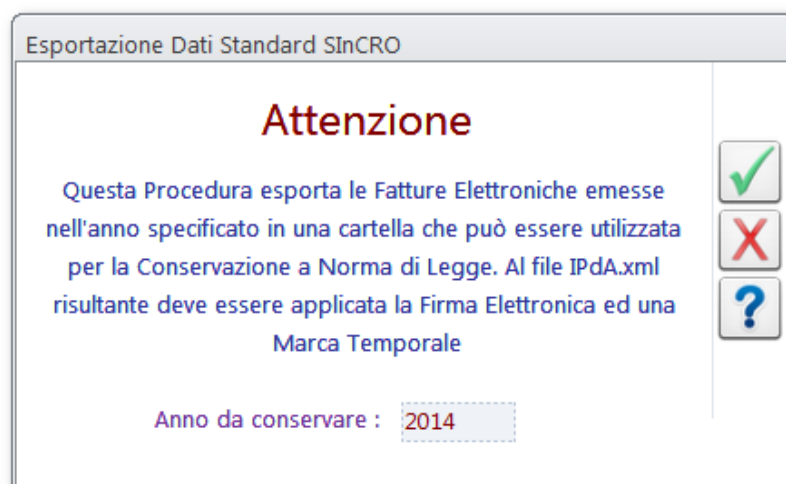 Esportazione Dati Standard SInCRO
Attenzione
Questa Procedura esporta le Fatture Elettroniche emesse
nell'anno specificato in una cartella che può essere utilizzata
per la Conservazione a Norma di Legge. Al file IPdA.xml
risultante deve essere applicata la Firma Elettronica ed una
Marca Temporale
Anno da conservare : 2014